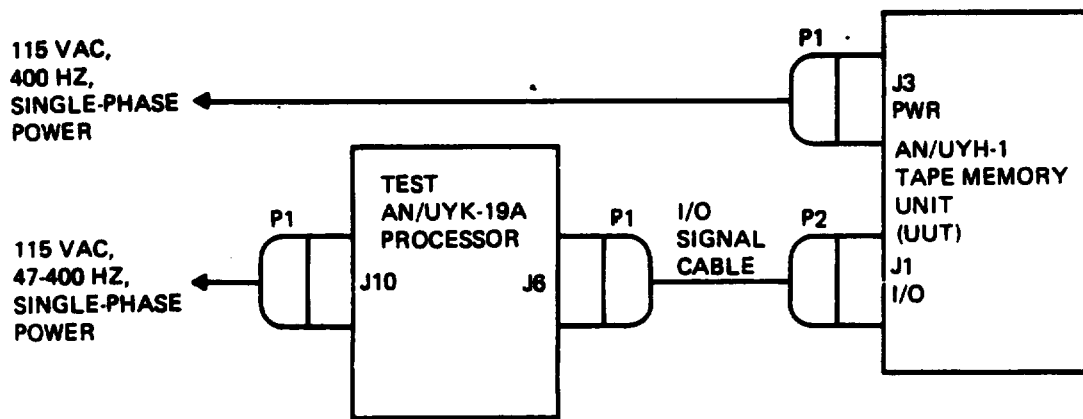 115 VAC,
400 HZ,
SINGLE-PHASE
POWER
P1
J3
PWR
AN/UYH-1
TAPE MEMORY
UNIT
(UUT)
115 VAC,
47-400 HZ,
SINGLE-PHASE
POWER
P1
J10
TEST
AN/UYK-19A
PROCESSOR
J6
P1
I/O
SIGNAL
CABLE
P2
J1
I/O